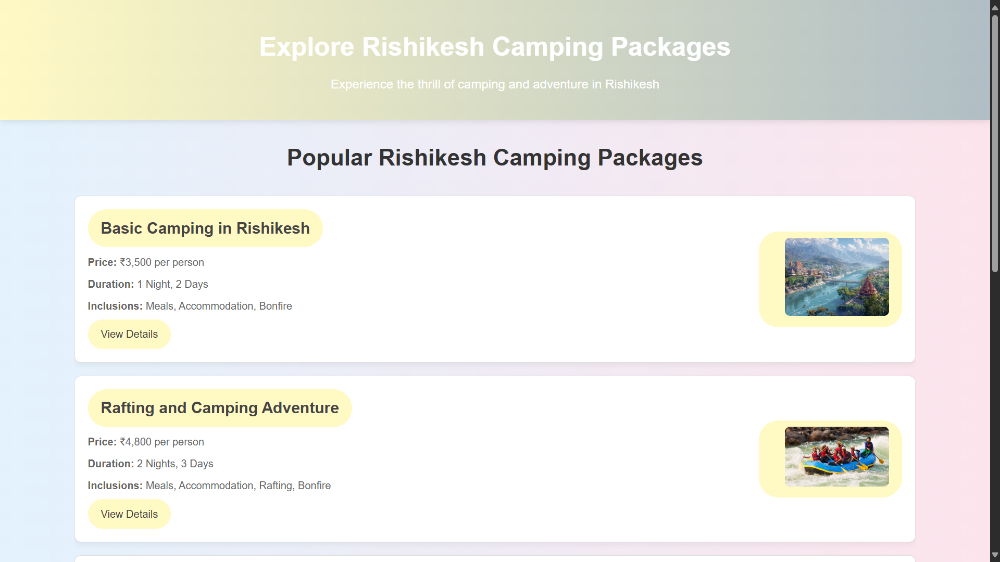 Explore Rishikesh Camping Packages
Experience the thrill of camping and adventure in Rishikesh
Popular Rishikesh Camping Packages
Basic Camping in Rishikesh
Price: ₹3,500 per person
Duration: 1 Night, 2 Days
Inclusions: Meals, Accommodation, Bonfire
View Details
Rafting and Camping Adventure
Price: ₹4,800 per person
Duration: 2 Nights, 3 Days
Inclusions: Meals, Accommodation, Rafting, Bonfire
View Details